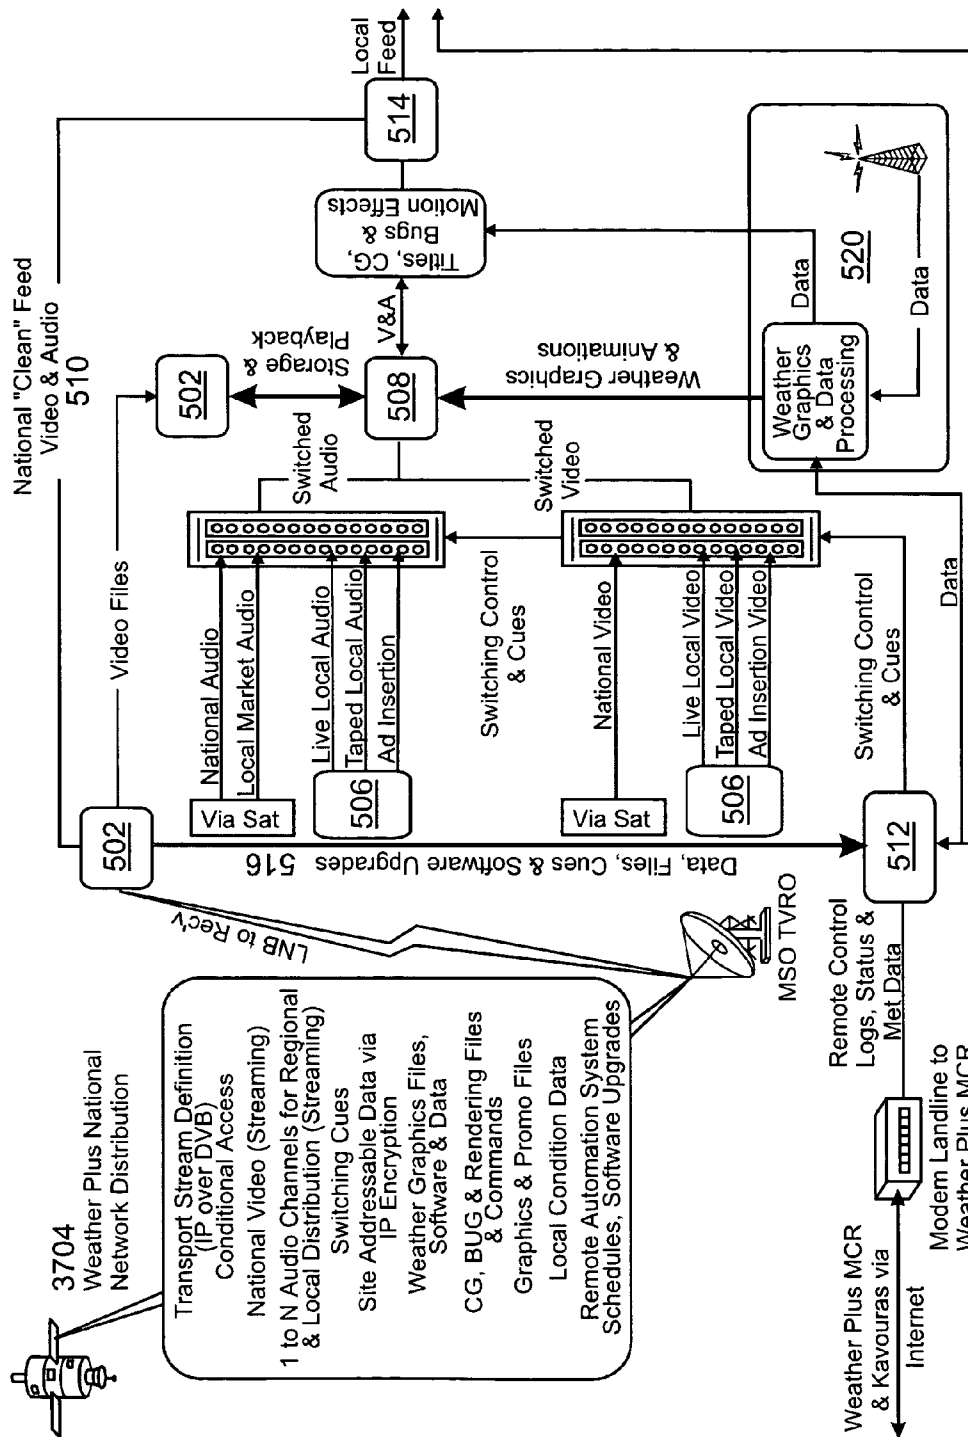 3704
Weather Plus National
Network Distribution
Transport Stream Definition
(IP over DVB)
Conditional Access
National Video (Streaming)
1 to N Audio Channels for Regional
& Local Distribution (Streaming)
Switching Cues
Site Addressable Data via
IP Encryption
Weather Graphics Files,
Software & Data
CG, BUG & Rendering Files
& Commands
Graphics & Promo Files
Local Condition Data
Remote Automation System
Schedules, Software Upgrades
MSO TVRO
LNB to Rec'v
National "Clean" Feed
Video & Audio
510
502
Video Files
502
Storage &
Playback
516 Data, Files, Cues & Software Upgrades
Via Sat
National Audio
Local Market Audio
506
Live Local Audio
Taped Local Audio
Ad Insertion
Switched
Audio
508
V&A
Titles, CG,
Bugs &
Motion Effects
514
Local
Feed
Switching Control
& Cues
Via Sat
National Video
506
Live Local Video
Taped Local Video
Ad Insertion Video
Switched
Video
Weather Graphics
& Animations
Weather
Graphics
& Data
Processing
Data
Data
520
Switching Control
& Cues
Data
512
Remote Control
Logs, Status &
Met Data
Weather Plus MCR
& Kavouras via
Internet
Modem Landline to
Weather Plus MCR